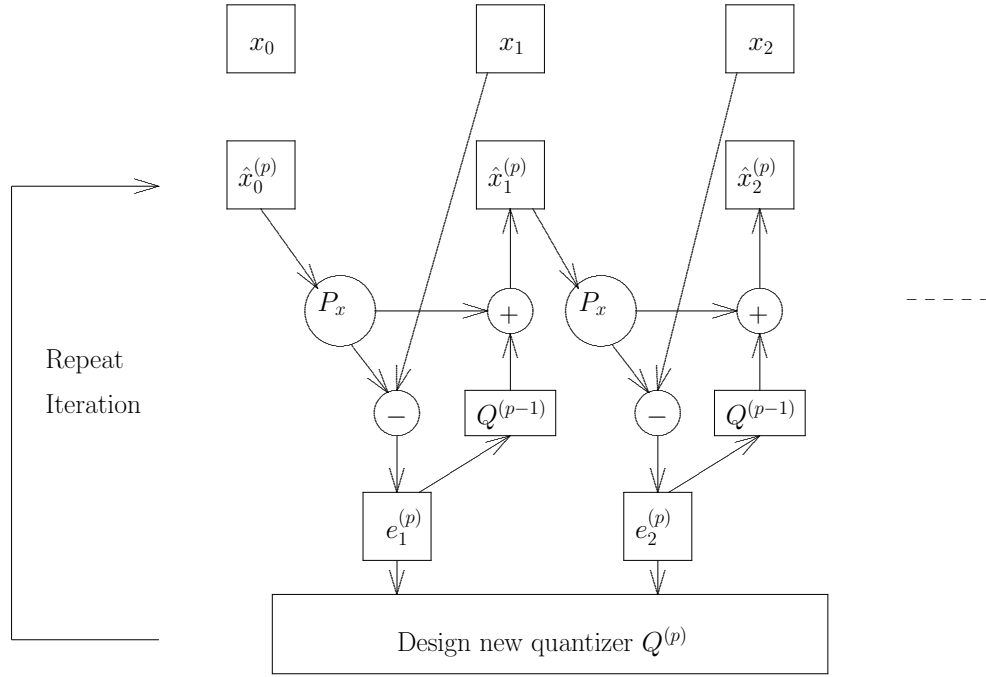 x₀ x₁ x₂
x̂₀⁽ᵖ⁾ x̂₁⁽ᵖ⁾ x̂₂⁽ᵖ⁾
Pₓ + Pₓ +
Repeat
Iteration
− Q⁽ᵖ⁻¹⁾ − Q⁽ᵖ⁻¹⁾
e₁⁽ᵖ⁾ e₂⁽ᵖ⁾
Design new quantizer Q⁽ᵖ⁾